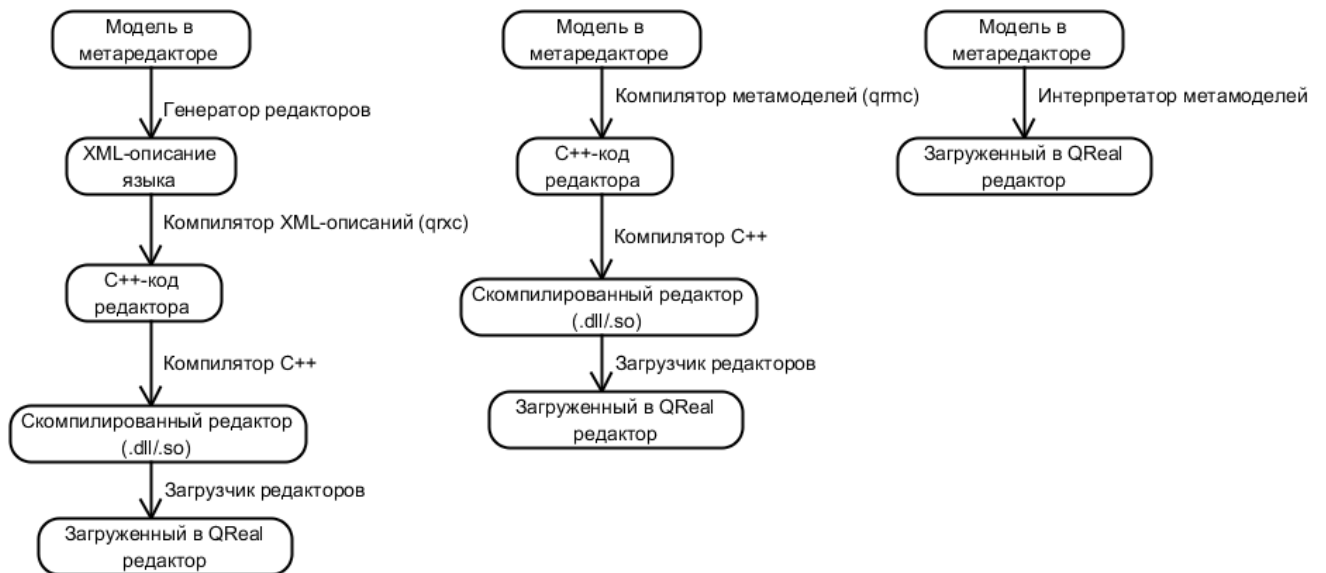 Модель в
метаредакторе
Генератор редакторов
XML-описание
языка
Компилятор XML-описаний (qrxc)
C++-код
редактора
Компилятор C++
Скомпилированный редактор
(.dll/.so)
Загрузчик редакторов
Загруженный в QReal
редактор
Модель в
метаредакторе
Компилятор метамоделей (qrmc)
C++-код
редактора
Компилятор C++
Скомпилированный редактор
(.dll/.so)
Загрузчик редакторов
Загруженный в QReal
редактор
Модель в
метаредакторе
Интерпретатор метамоделей
Загруженный в QReal
редактор